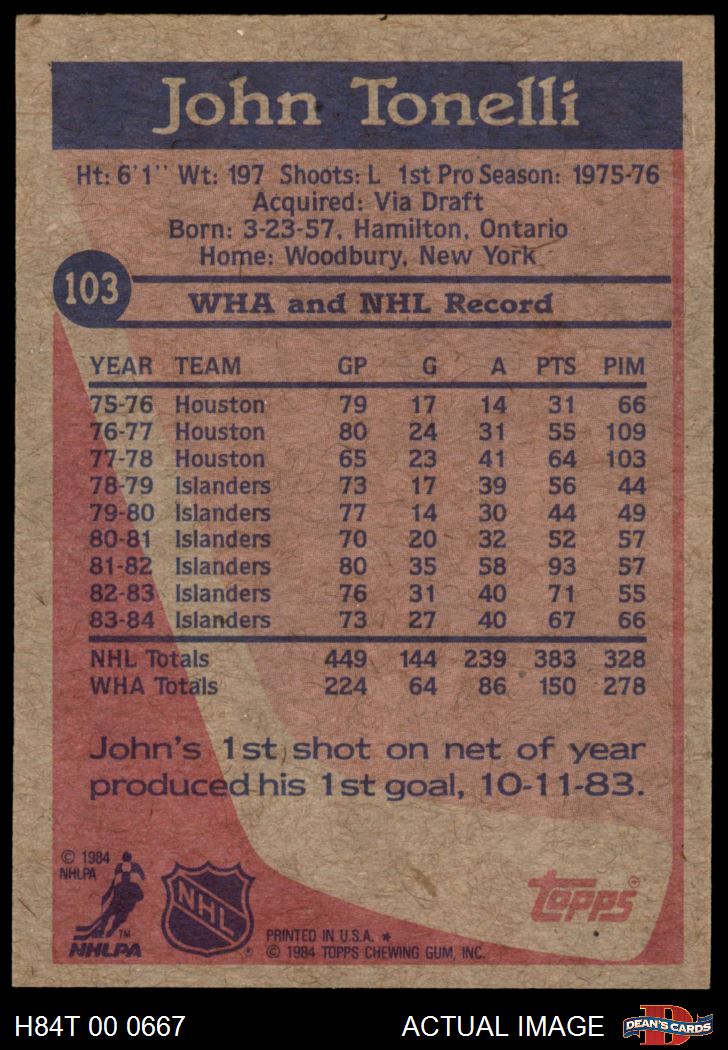 John Tonelli
Ht: 6'1'' Wt: 197 Shoots: L 1st Pro Season: 1975-76
Acquired: Via Draft
Born: 3-23-57, Hamilton, Ontario
Home: Woodbury, New York
103
WHA and NHL Record
YEAR TEAM GP G A PTS PIM
75-76 Houston 79 17 14 31 66
76-77 Houston 80 24 31 55 109
77-78 Houston 65 23 41 64 103
78-79 Islanders 73 17 39 56 44
79-80 Islanders 77 14 30 44 49
80-81 Islanders 70 20 32 52 57
81-82 Islanders 80 35 58 93 57
82-83 Islanders 76 31 40 71 55
83-84 Islanders 73 27 40 67 66
NHL Totals 449 144 239 383 328
WHA Totals 224 64 86 150 278
John's 1st shot on net of year
produced his 1st goal, 10-11-83.
© 1984
NHLPA
TM
NHLPA
NHL
®
topps®
PRINTED IN U.S.A. *
© 1984 TOPPS CHEWING GUM, INC.
H84T 00 0667
ACTUAL IMAGE
D
DEAN'S CARDS